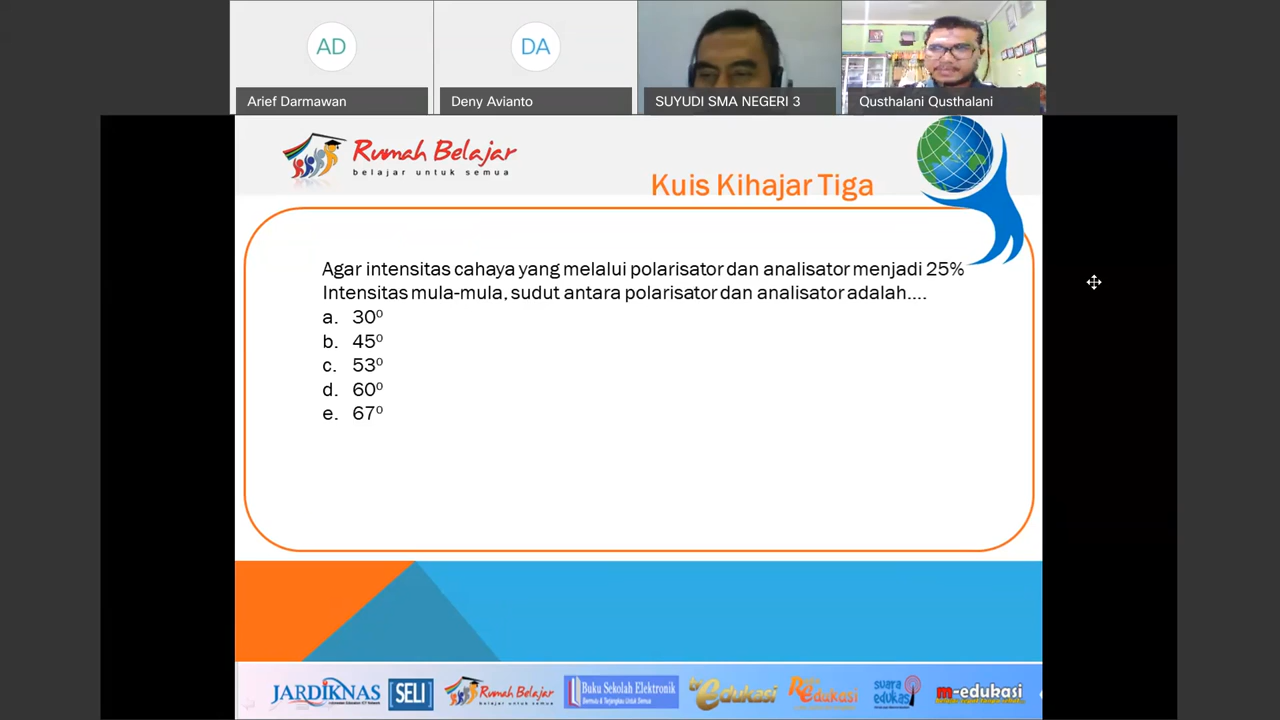 AD
DA
Arief Darmawan
Deny Avianto
SUYUDI SMA NEGERI 3
Qusthalani Qusthalani
Rumah Belajar
belajar untuk semua
Kuis Kihajar Tiga
Agar intensitas cahaya yang melalui polarisator dan analisator menjadi 25%
Intensitas mula-mula, sudut antara polarisator dan analisator adalah....
a. 30⁰
b. 45⁰
c. 53⁰
d. 60⁰
e. 67⁰
JARDIKNAS
SELI
Rumah Belajar
Buku Sekolah Elektronik
edukasi
Radio edukasi
suara edukasi
m-edukasi